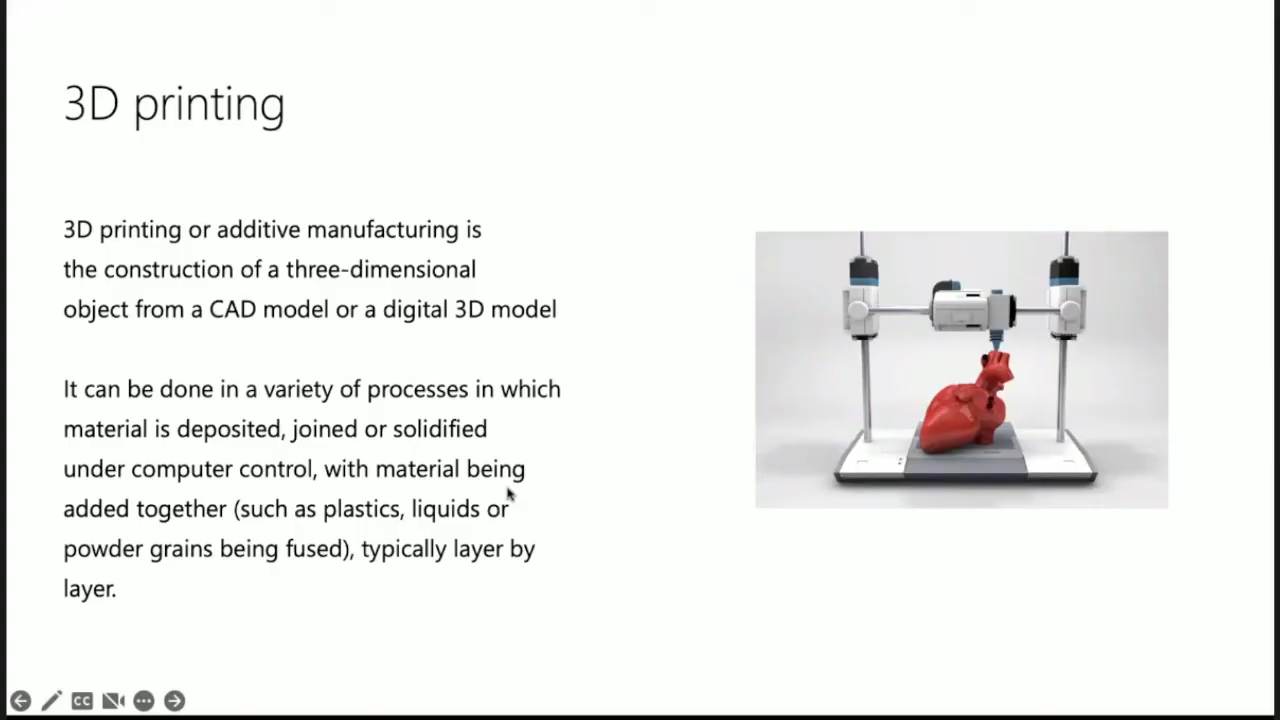 3D printing
3D printing or additive manufacturing is
the construction of a three-dimensional
object from a CAD model or a digital 3D model
It can be done in a variety of processes in which
material is deposited, joined or solidified
under computer control, with material being
added together (such as plastics, liquids or
powder grains being fused), typically layer by
layer.
CC